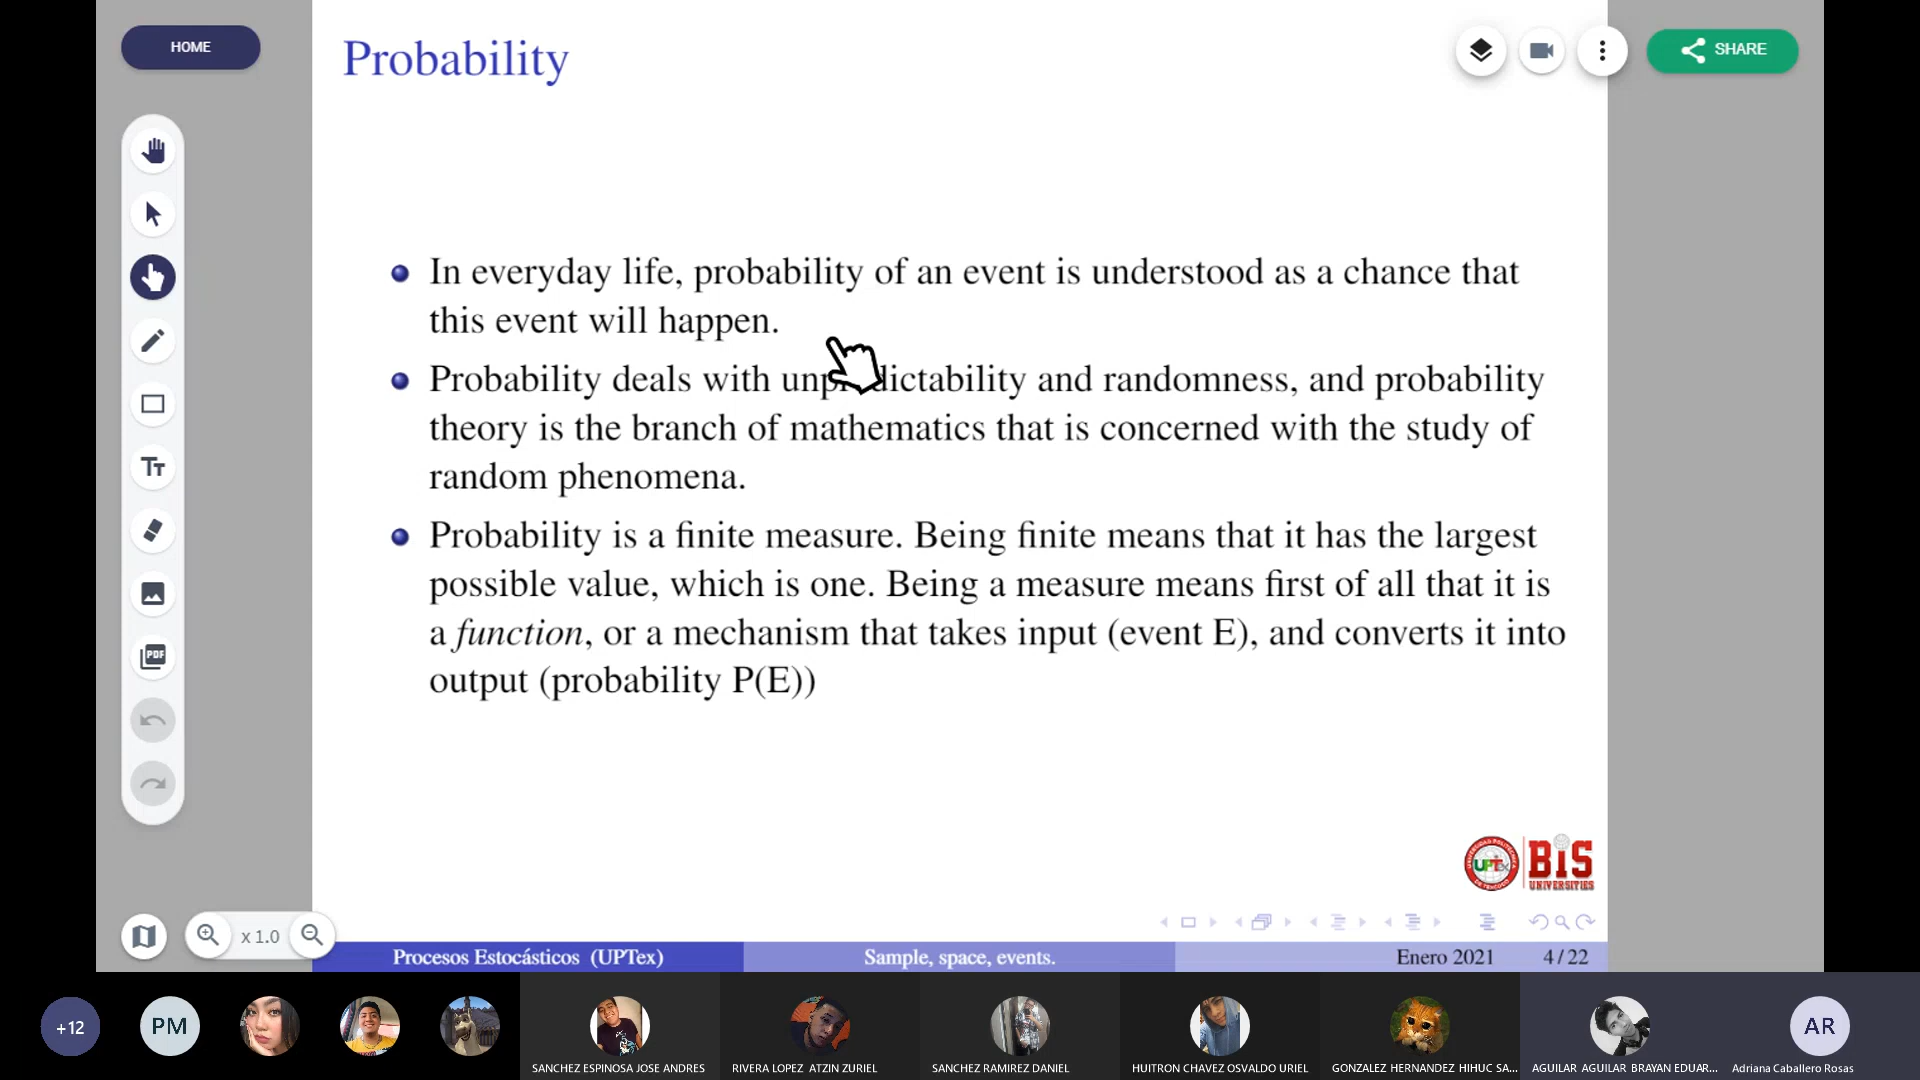 HOME
Probability
SHARE
In everyday life, probability of an event is understood as a chance that
this event will happen.
Probability deals with unpredictability and randomness, and probability
theory is the branch of mathematics that is concerned with the study of
random phenomena.
Probability is a finite measure. Being finite means that it has the largest
possible value, which is one. Being a measure means first of all that it is
a function, or a mechanism that takes input (event E), and converts it into
output (probability P(E))
TT
PDF
UPTex
BIS
UNIVERSITIES
x 1.0
Procesos Estocásticos (UPTex)
Sample, space, events.
Enero 2021
4 / 22
+12
PM
AR
SANCHEZ ESPINOSA JOSE ANDRES
RIVERA LOPEZ ATZIN ZURIEL
SANCHEZ RAMIREZ DANIEL
HUITRON CHAVEZ OSVALDO URIEL
GONZALEZ HERNANDEZ HIHUC SA...
AGUILAR AGUILAR BRAYAN EDUAR...
Adriana Caballero Rosas